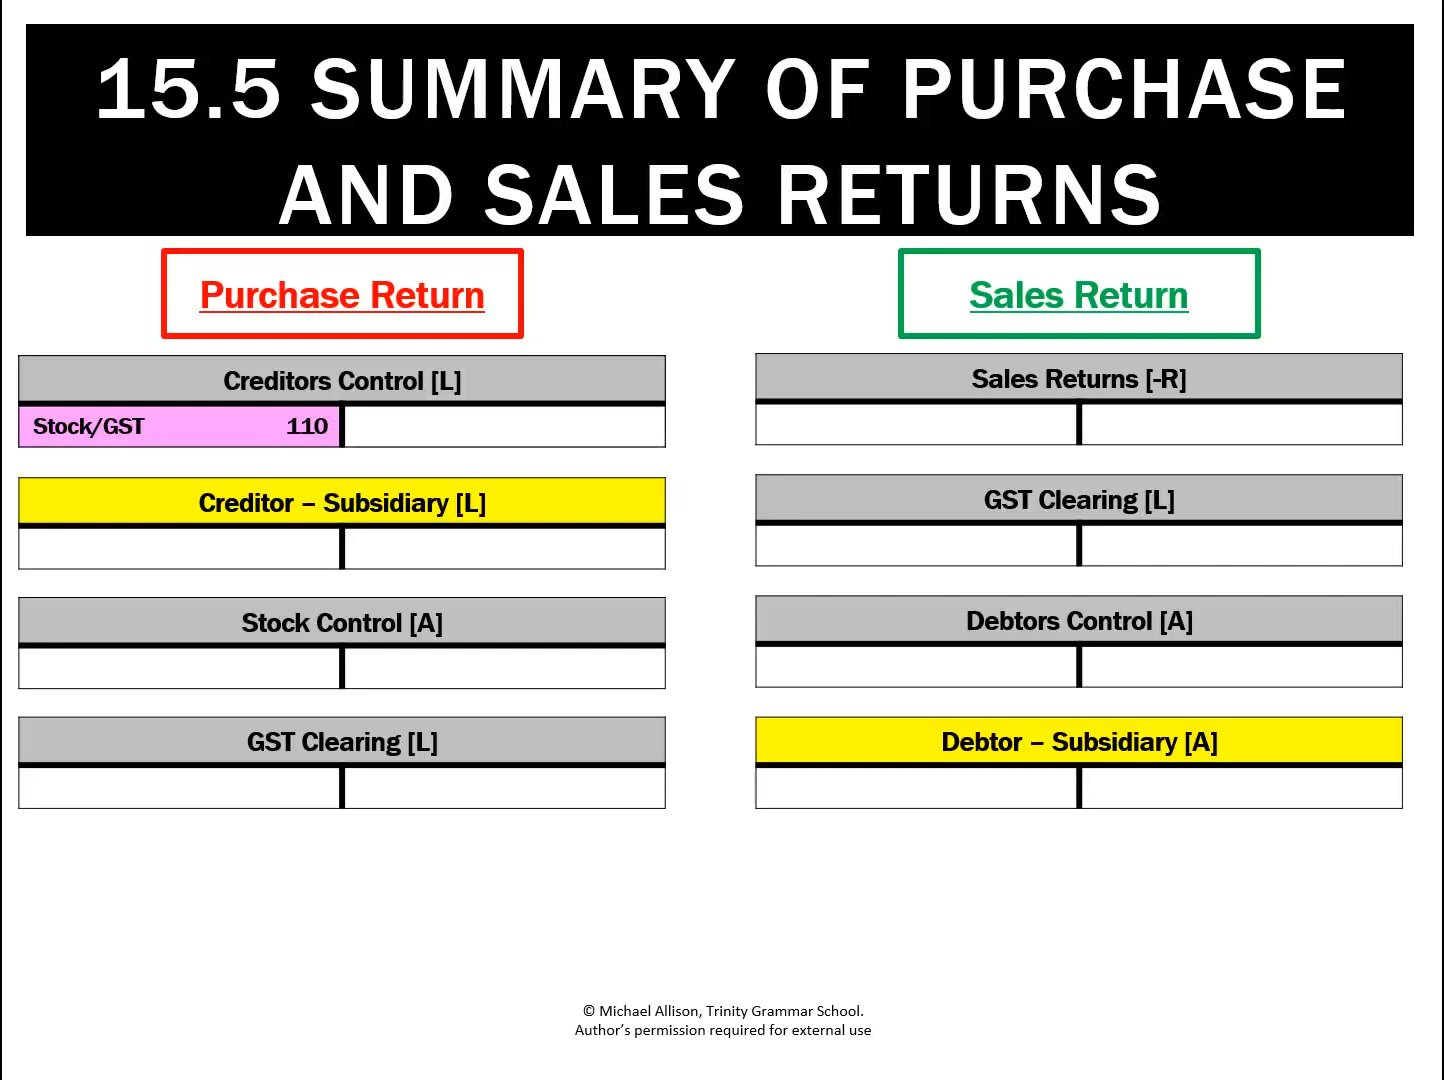 15.5 SUMMARY OF PURCHASE
AND SALES RETURNS
Purchase Return
Creditors Control [L]
Stock/GST 110
Creditor – Subsidiary [L]
Stock Control [A]
GST Clearing [L]
Sales Return
Sales Returns [-R]
GST Clearing [L]
Debtors Control [A]
Debtor – Subsidiary [A]
© Michael Allison, Trinity Grammar School.
Author’s permission required for external use